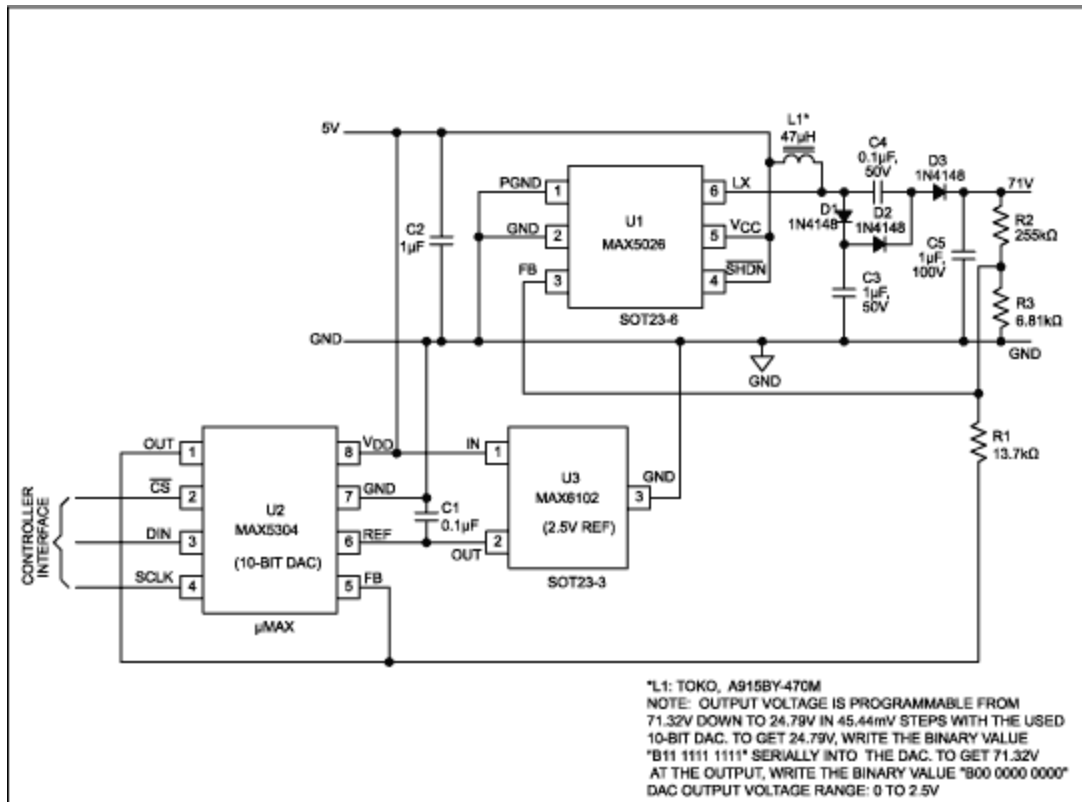 5V
L1*
47µH
C4
0.1µF,
50V
D3
1N4148
71V
PGND
1
6
LX
D1
1N4148
D2
1N4148
R2
255kΩ
U1
MAX5026
C2
1µF
GND
2
5
VCC
C5
1µF,
100V
FB
3
4
SHDN
C3
1µF,
50V
R3
6.81kΩ
SOT23-6
GND
GND
GND
R1
13.7kΩ
OUT
1
8
VDD
IN
1
U3
MAX6102
(2.5V REF)
GND
3
CONTROLLER
INTERFACE
CS
2
U2
MAX5304
(10-BIT DAC)
7
GND
C1
0.1µF
DIN
3
6
REF
OUT
2
SCLK
4
5
FB
SOT23-3
µMAX
*L1: TOKO, A915BY-470M
NOTE: OUTPUT VOLTAGE IS PROGRAMMABLE FROM
71.32V DOWN TO 24.79V IN 45.44mV STEPS WITH THE USED
10-BIT DAC. TO GET 24.79V, WRITE THE BINARY VALUE
"B11 1111 1111" SERIALLY INTO THE DAC. TO GET 71.32V
AT THE OUTPUT, WRITE THE BINARY VALUE "B00 0000 0000"
DAC OUTPUT VOLTAGE RANGE: 0 TO 2.5V